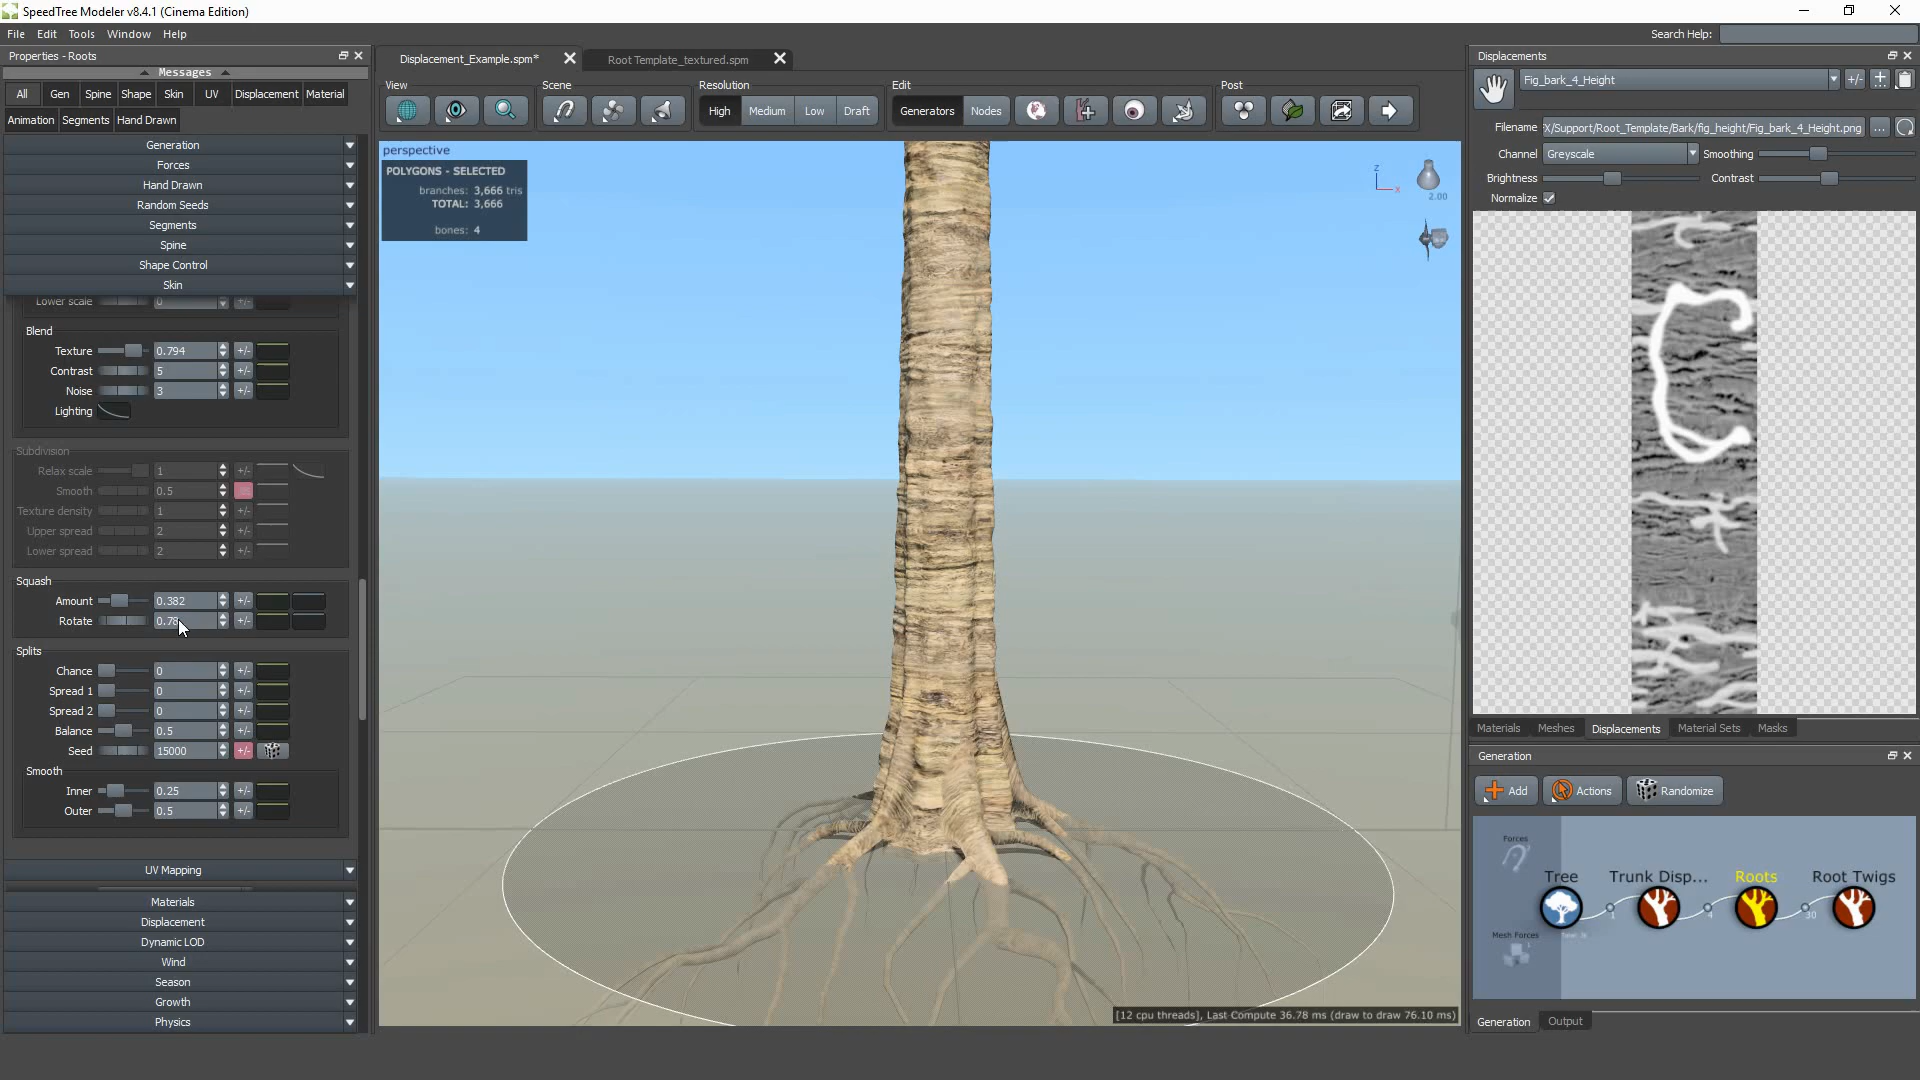 SpeedTree Modeler v8.4.1 (Cinema Edition)
File Edit Tools Window Help
Search Help:
Properties - Roots
Messages
All Gen Spine Shape Skin UV Displacement Material
Animation Segments Hand Drawn
Generation
Forces
Hand Drawn
Random Seeds
Segments
Spine
Shape Control
Skin
Lower scale 0
Blend
Texture 0.794 +/-
Contrast 5 +/-
Noise 3 +/-
Lighting
Subdivision
Relax scale 1 +/-
Smooth 0.5
Texture density 1 +/-
Upper spread 2 +/-
Lower spread 2 +/-
Squash
Amount 0.382 +/-
Rotate +/-
Splits
Chance 0 +/-
Spread 1 0 +/-
Spread 2 0 +/-
Balance 0.5 +/-
Seed 15000 +/-
Smooth
Inner 0.25 +/-
Outer 0.5 +/-
UV Mapping
Materials
Displacement
Dynamic LOD
Wind
Season
Growth
Physics
Displacement_Example.spm*
Root Template_textured.spm
View Scene Resolution Edit Post
High Medium Low Draft Generators Nodes
perspective
POLYGONS - SELECTED
branches: 3,666 tris
TOTAL: 3,666
bones: 4
z
x
2.00
[12 cpu threads], Last Compute 36.78 ms (draw to draw 76.10 ms)
Displacements
Fig_bark_4_Height +/-
Filename X/Support/Root_Template/Bark/fig_height/Fig_bark_4_Height.png ...
Channel Greyscale Smoothing
Brightness Contrast
Normalize
Materials Meshes Displacements Material Sets Masks
Generation
Add Actions Randomize
Forces
Tree Trunk Disp... Roots Root Twigs
1 4 30
Mesh Forces
Generation Output